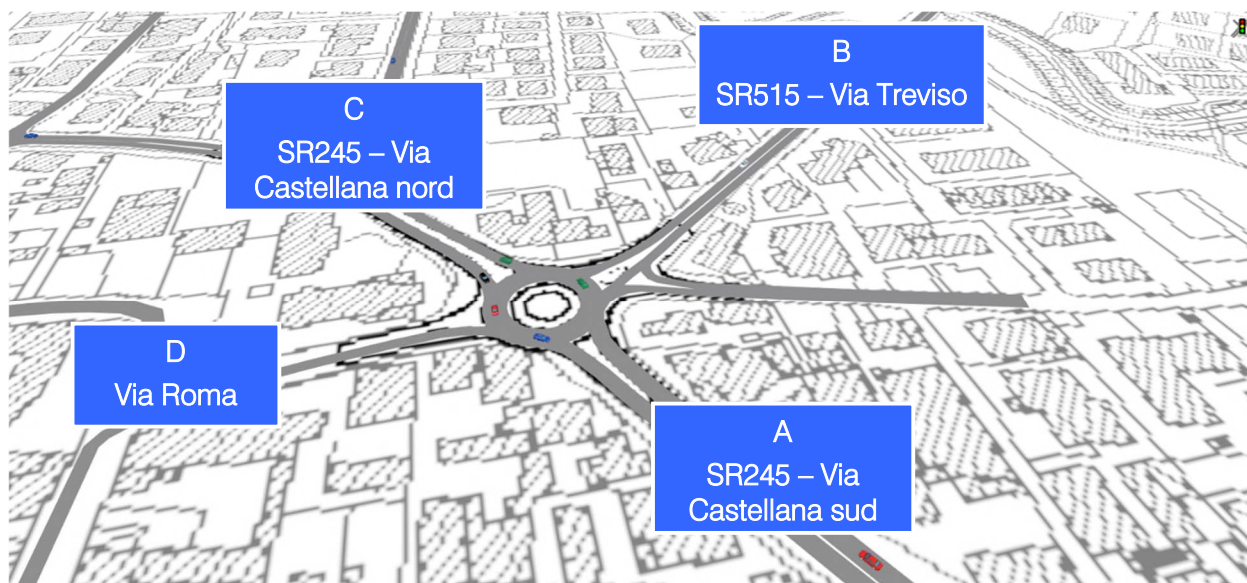 B
SR515 – Via Treviso
C
SR245 – Via
Castellana nord
D
Via Roma
A
SR245 – Via
Castellana sud